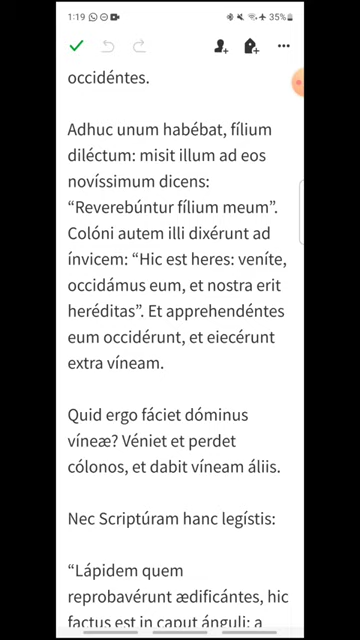 1:19
35%
occidéntes.
Adhuc unum habébat, fílium
diléctum: misit illum ad eos
novíssimum dicens:
“Reverebúntur fílium meum”.
Colóni autem illi dixérunt ad
ínvicem: “Hic est heres: veníte,
occidámus eum, et nostra erit
heréditas”. Et apprehendéntes
eum occidérunt, et eiecérunt
extra víneam.
Quid ergo fáciet dóminus
víneæ? Véniet et perdet
cólonos, et dabit víneam áliis.
Nec Scriptúram hanc legístis:
“Lápidem quem
reprobavérunt ædificántes, hic
factus est in caput ánguli: a